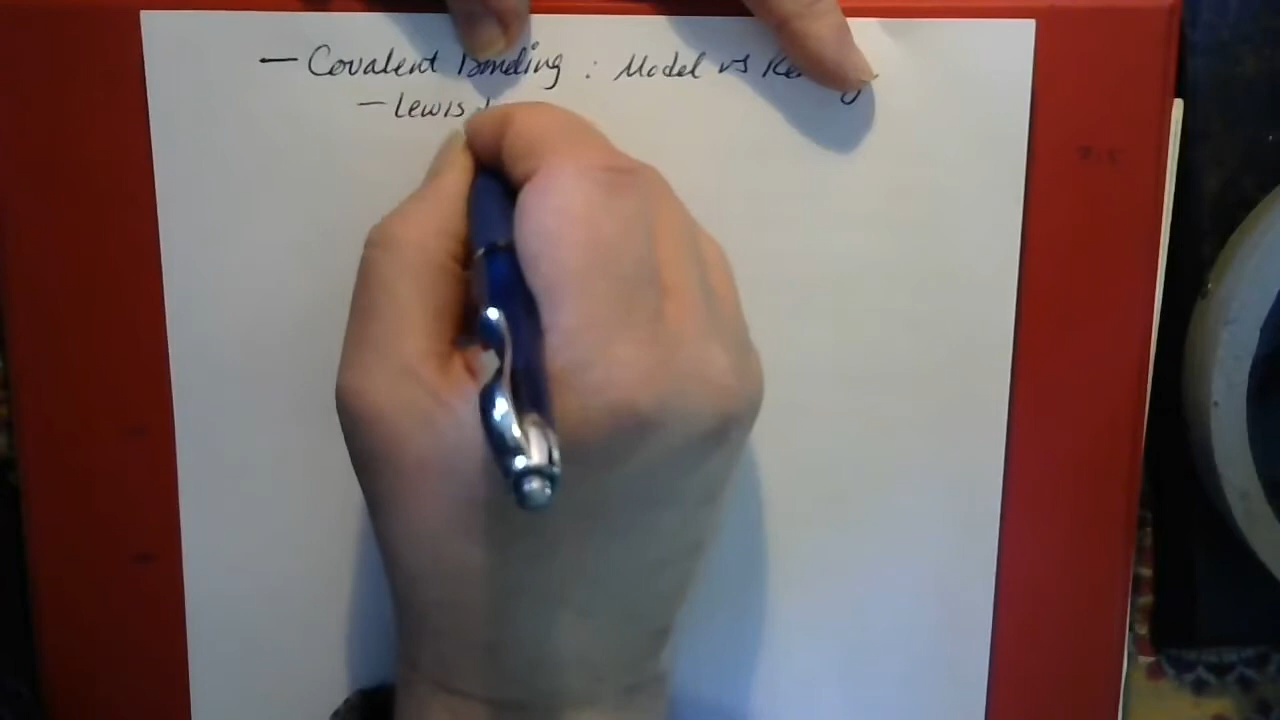 — Covalent Bonding : Model vs
— Lewis